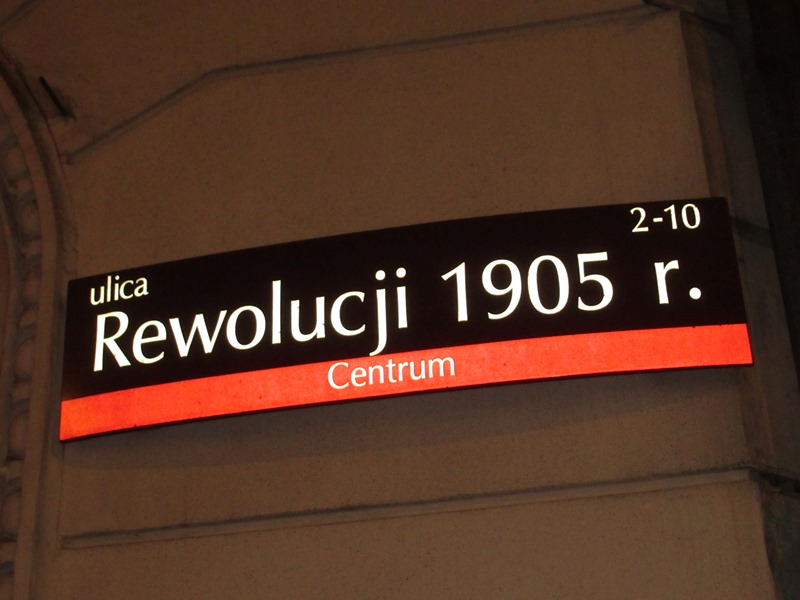 2-10
ulica
Rewolucji 1905 r.
Centrum